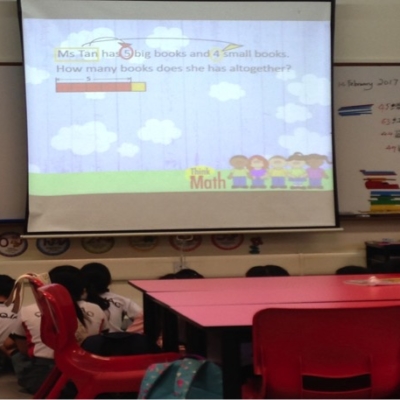 Ms Tan has 5 big books and 4 small books.
How many books does she has altogether?
5
Think
Math
February 2017